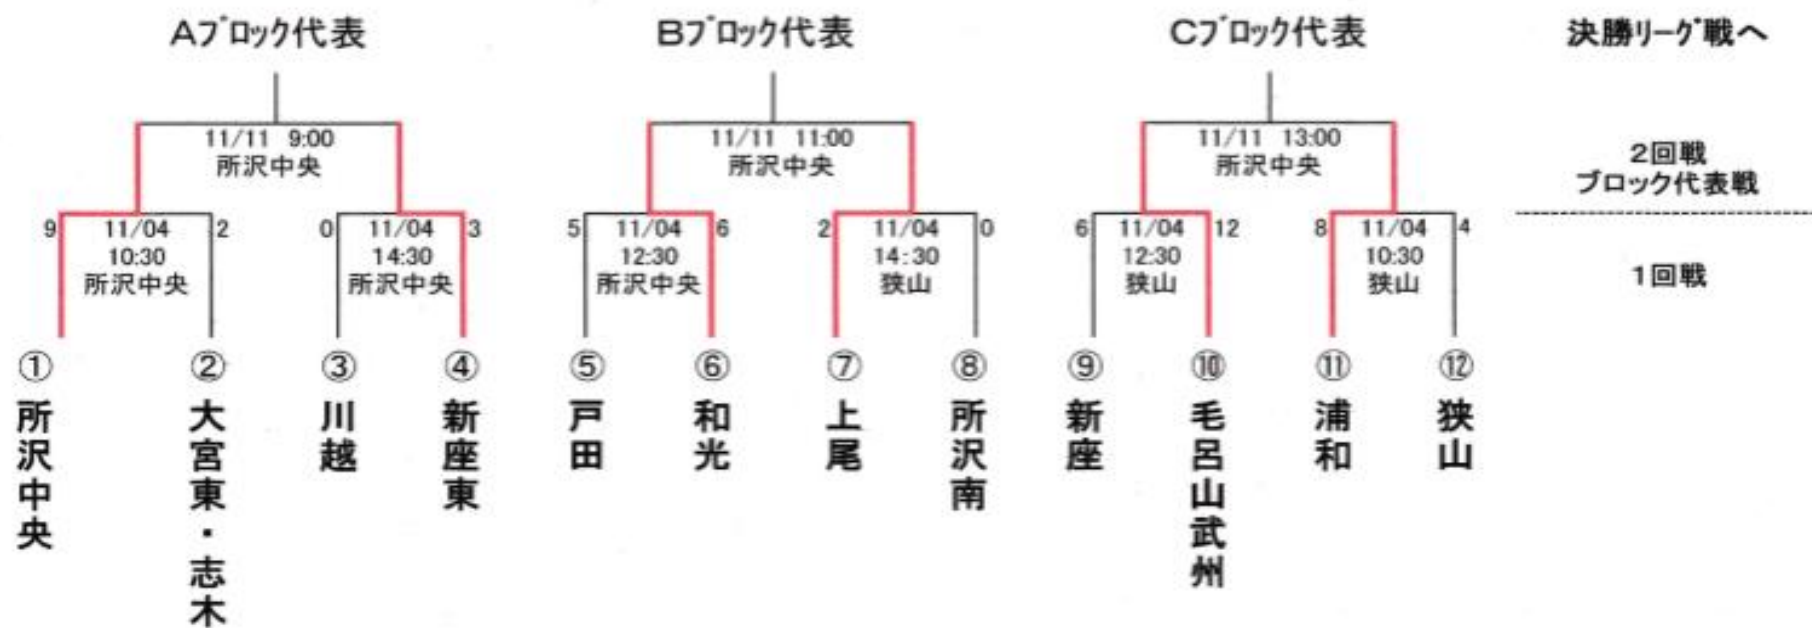 Aブロック代表
Bブロック代表
Cブロック代表
決勝リーグ戦へ
11/11 9:00
所沢中央
11/11 11:00
所沢中央
11/11 13:00
所沢中央
2回戦
ブロック代表戦
9
11/04
10:30
所沢中央
2
0
11/04
14:30
所沢中央
3
5
11/04
12:30
所沢中央
6
2
11/04
14:30
狭山
0
6
11/04
12:30
狭山
12
8
11/04
10:30
狭山
4
1回戦
①
所沢中央
②
大宮東・志木
③
川越
④
新座東
⑤
戸田
⑥
和光
⑦
上尾
⑧
所沢南
⑨
新座
⑩
毛呂山武州
⑪
浦和
⑫
狭山